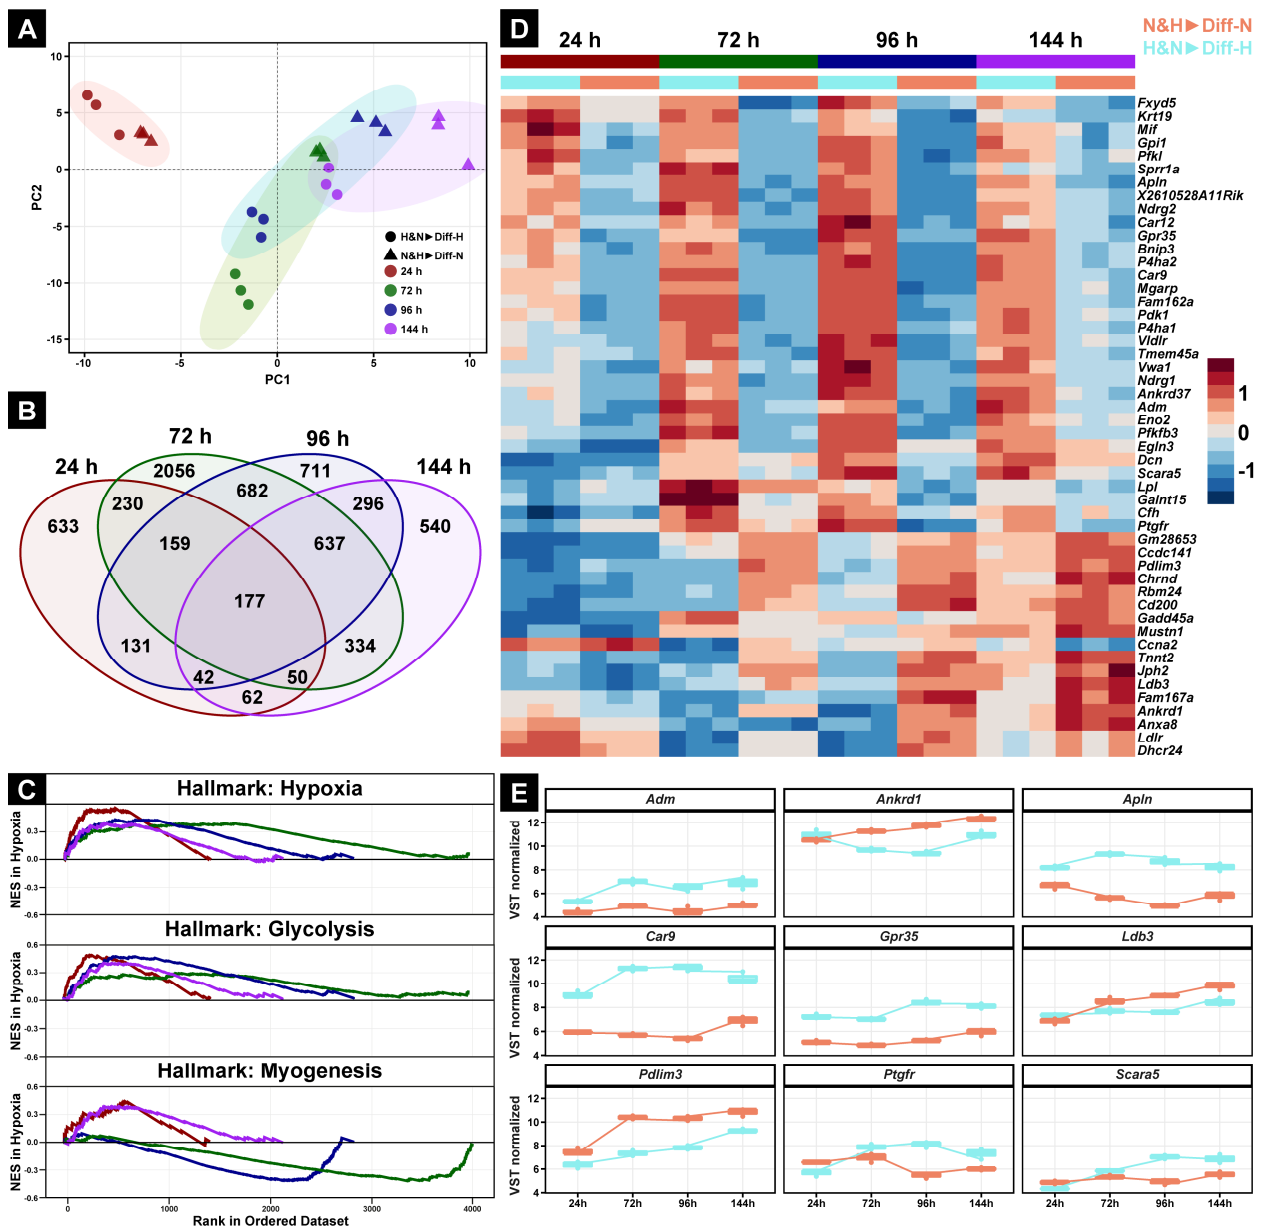 A
10
5
0
-5
-10
-15
PC2
-10
-5
0
5
10
PC1
H&N►Diff-H
N&H►Diff-N
24 h
72 h
96 h
144 h
B
72 h
96 h
24 h
144 h
2056
711
230
682
296
633
540
159
637
177
131
334
42
50
62
C
Hallmark: Hypoxia
NES in Hypoxia
0.3
0.0
-0.3
-0.6
Hallmark: Glycolysis
NES in Hypoxia
0.6
0.3
0.0
-0.3
-0.6
Hallmark: Myogenesis
NES in Hypoxia
0.6
0.3
0.0
-0.3
-0.6
0
1000
2000
3000
4000
Rank in Ordered Dataset
D
N&H►Diff-N
H&N►Diff-H
24 h
72 h
96 h
144 h
Fxyd5
Krt19
Mif
Gpi1
Pfkl
Sprr1a
Apln
X2610528A11Rik
Ndrg2
Car12
Gpr35
Bnip3
P4ha2
Car9
Mgarp
Fam162a
Pdk1
P4ha1
Vldlr
Tmem45a
Vwa1
Ndrg1
Ankrd37
Adm
Eno2
Pfkfb3
Egln3
Dcn
Scara5
Lpl
Galnt15
Cfh
Ptgfr
Gm28653
Ccdc141
Pdlim3
Chrnd
Rbm24
Cd200
Gadd45a
Mustn1
Ccna2
Tnnt2
Jph2
Ldb3
Fam167a
Ankrd1
Anxa8
Ldlr
Dhcr24
1
0
-1
E
Adm
Ankrd1
Apln
VST normalized
12
10
8
6
4
Car9
Gpr35
Ldb3
VST normalized
12
10
8
6
4
Pdlim3
Ptgfr
Scara5
VST normalized
12
10
8
6
4
24h
72h
96h
144h
24h
72h
96h
144h
24h
72h
96h
144h